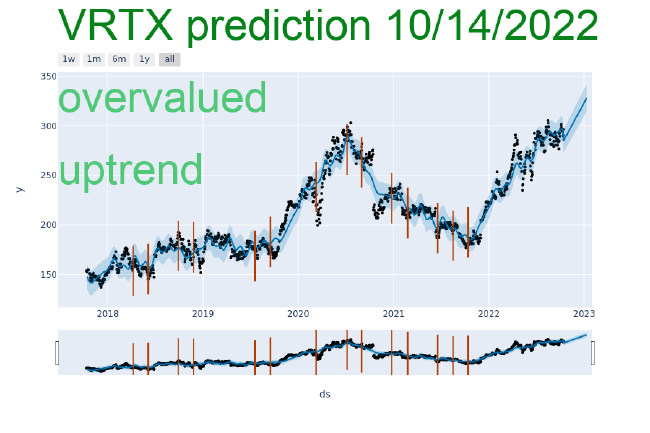 VRTX prediction 10/14/2022
1w 1m 6m 1y all
350
overvalued
300
250
uptrend
y
200
150
2018 2019 2020 2021 2022 2023
ds